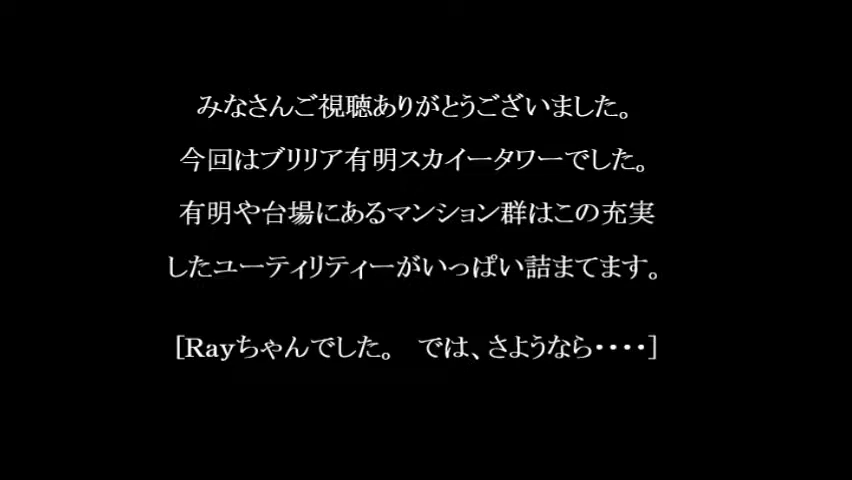 みなさんご視聴ありがとうございました。
今回はブリリア有明スカイータワーでした。
有明や台場にあるマンション群はこの充実
したユーティリティーがいっぱい詰まてます。
[Rayちゃんでした。　では、さようなら・・・・]